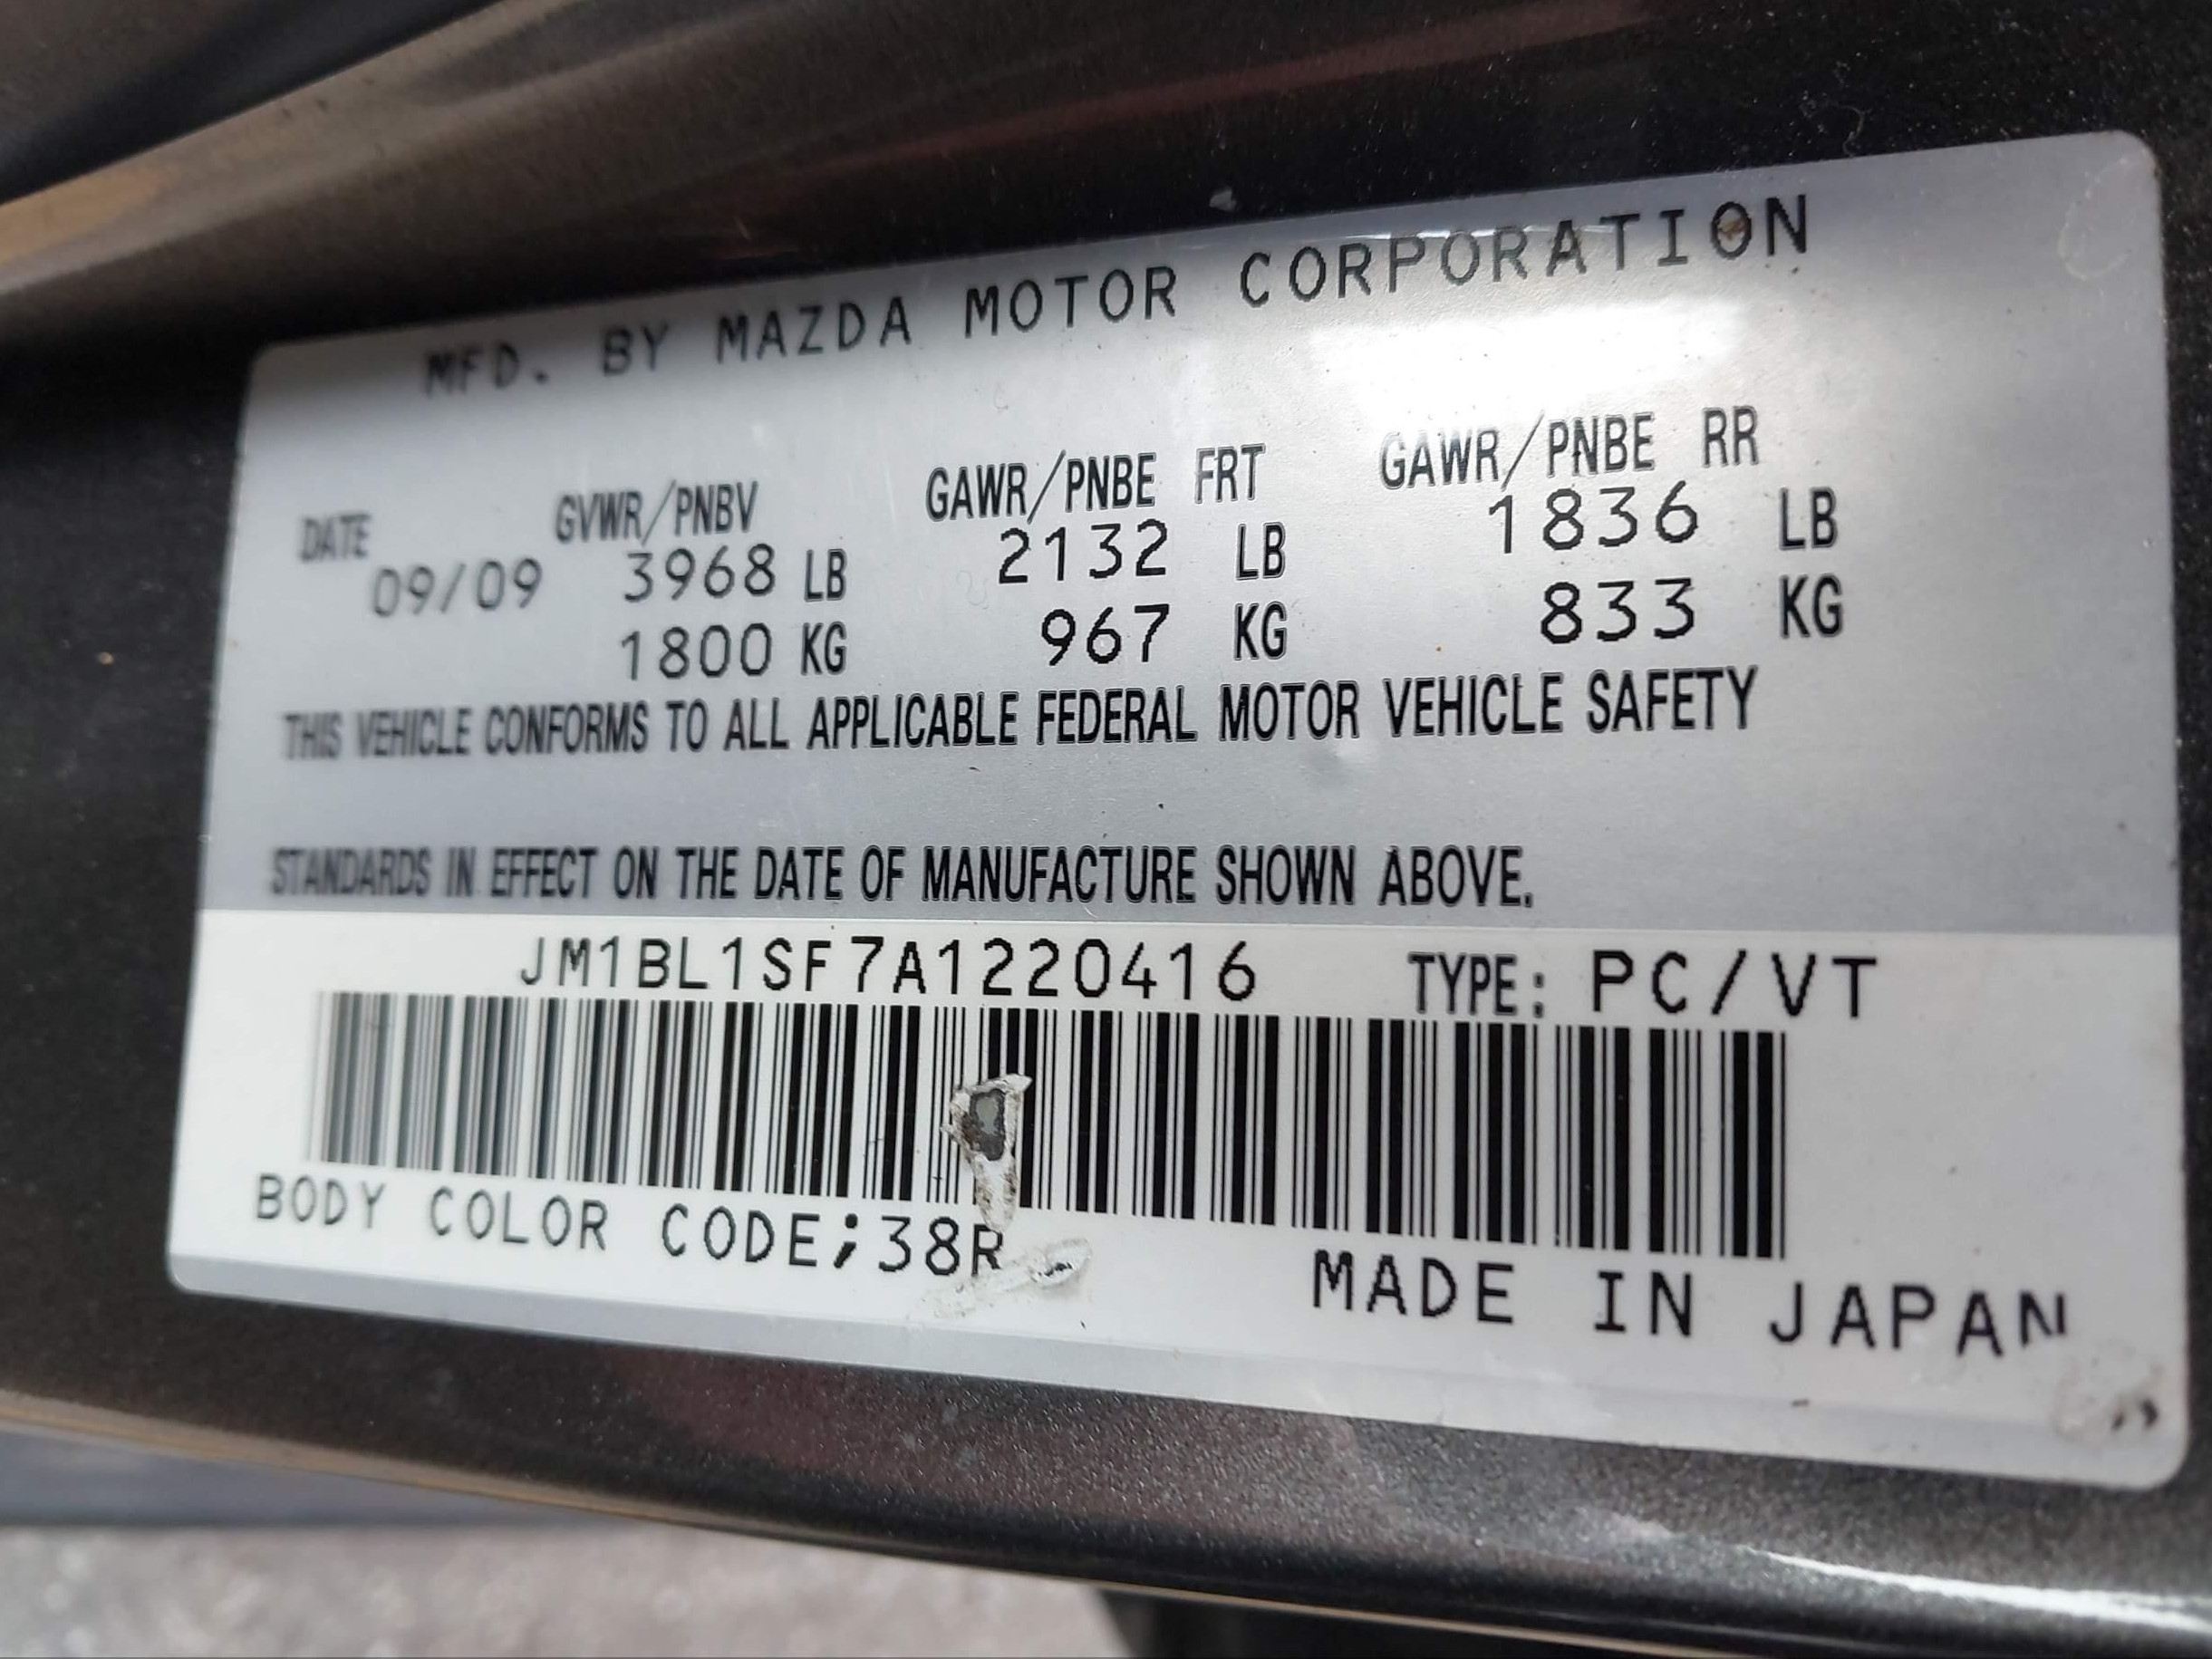 MFD. BY MAZDA MOTOR CORPORATION
DATE GVWR/PNBV GAWR/PNBE FRT GAWR/PNBE RR
09/09 3968 LB 2132 LB 1836 LB
1800 KG 967 KG 833 KG
THIS VEHICLE CONFORMS TO ALL APPLICABLE FEDERAL MOTOR VEHICLE SAFETY
STANDARDS IN EFFECT ON THE DATE OF MANUFACTURE SHOWN ABOVE.
JM1BL1SF7A1220416 TYPE: PC/VT
BODY COLOR CODE;38R
MADE IN JAPAN